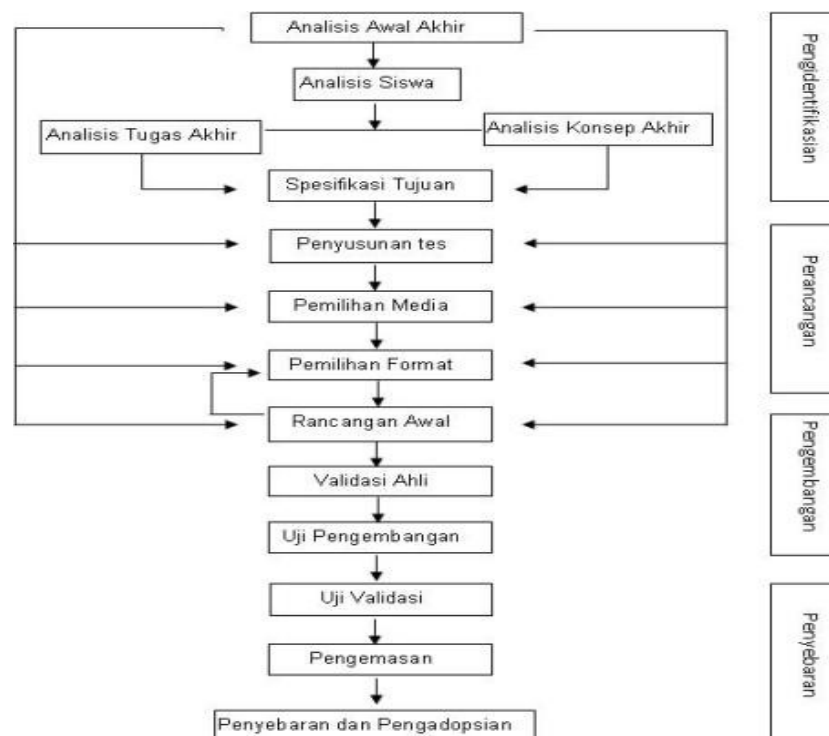 Analisis Awal Akhir
Analisis Siswa
Analisis Tugas Akhir
Analisis Konsep Akhir
Spesifikasi Tujuan
Penyusunan tes
Pemilihan Media
Pemilihan Format
Rancangan Awal
Validasi Ahli
Uji Pengembangan
Uji Validasi
Pengemasan
Penyebaran dan Pengadopsian
Pengidentifikasian
Perancangan
Pengembangan
Penyebaran